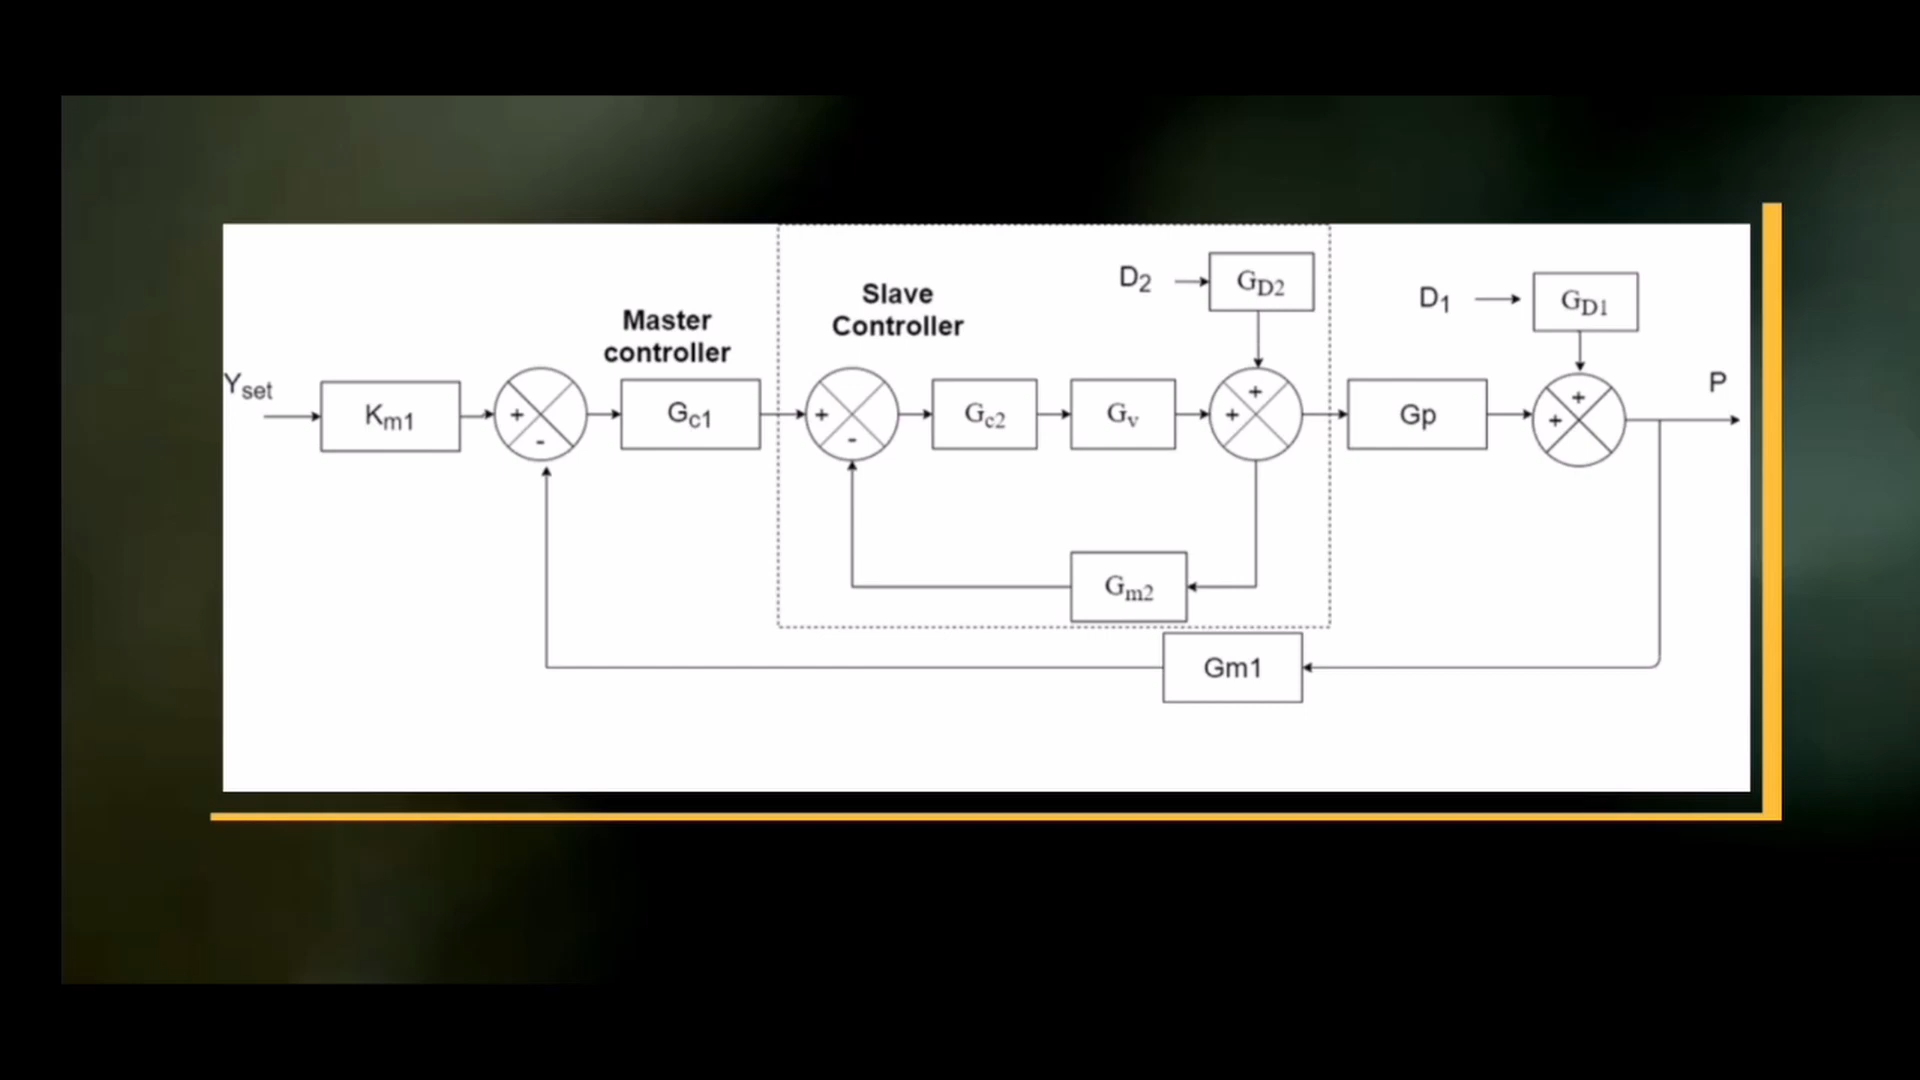 D2
GD2
D1
GD1
Slave
Controller
Master
controller
Yset
Km1
+
-
Gc1
+
-
Gc2
Gv
+
+
Gp
+
+
P
Gm2
Gm1